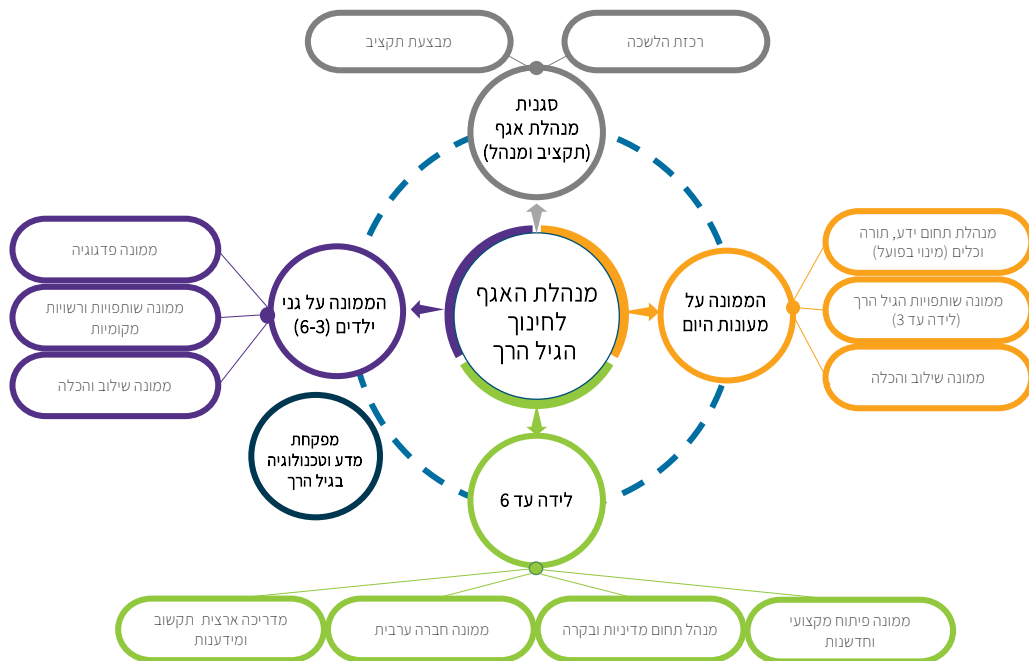 רכזת הלשכה
מבצעת תקציב
סגנית
מנהלת אגף
(תקציב ומנהל)
מנהלת האגף
לחינוך
הגיל הרך
הממונה על
מעונות היום
מנהלת תחום ידע, תורה
וכלים (מינוי בפועל)
ממונה שותפויות הגיל הרך
(לידה עד 3)
ממונה שילוב והכלה
הממונה על גני
ילדים (6-3)
ממונה פדגוגיה
ממונה שותפויות ורשויות
מקומיות
ממונה שילוב והכלה
מפקחת
מדע וטכנולוגיה
בגיל הרך
לידה עד 6
ממונה פיתוח מקצועי
וחדשנות
מנהל תחום מדיניות ובקרה
ממונה חברה ערבית
מדריכה ארצית תקשוב
ומידענות